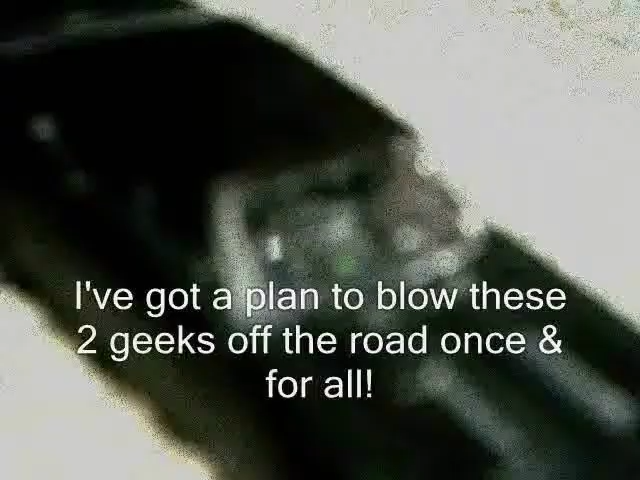 I've got a plan to blow these
2 geeks off the road once &
for all!